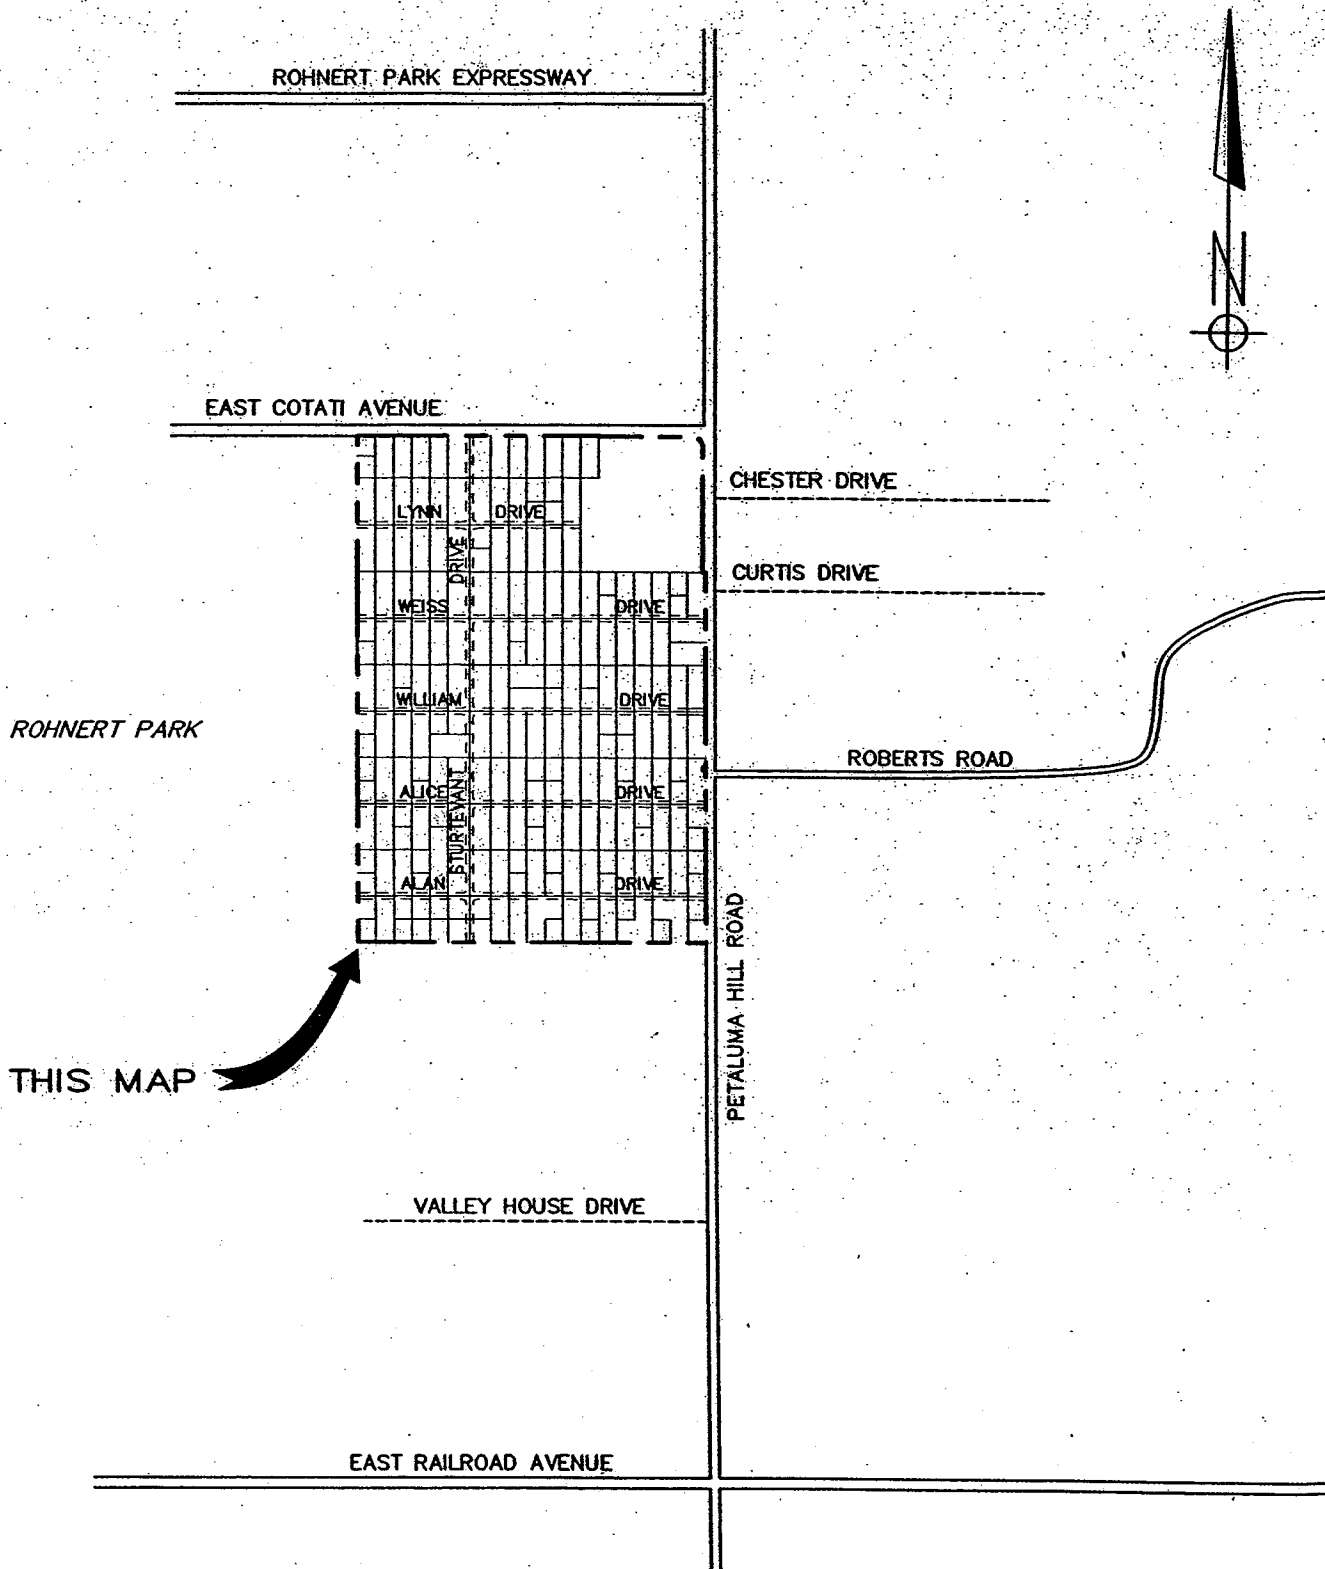 ROHNERT PARK EXPRESSWAY
N
EAST COTATI AVENUE
CHESTER DRIVE
LYNN DRIVE
DRIVE
CURTIS DRIVE
WEISS DRIVE
WILLIAM DRIVE
ROHNERT PARK
ROBERTS ROAD
ALICE DRIVE
STURTEVANT
ALAN DRIVE
PETALUMA HILL ROAD
THIS MAP
VALLEY HOUSE DRIVE
EAST RAILROAD AVENUE